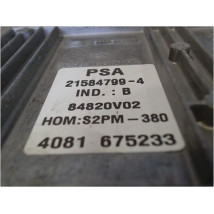 PSA
21584799-4
IND. : B
84820V02
HOM:S2PM-380
4081 675233